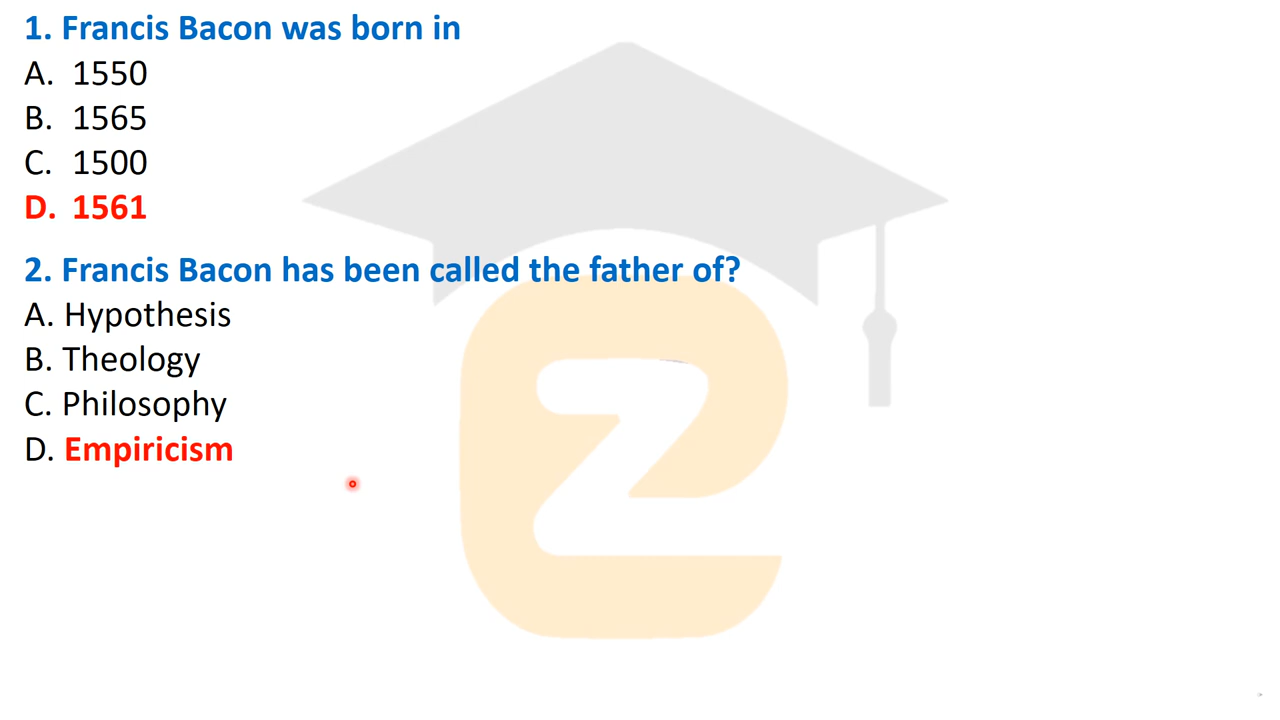 1. Francis Bacon was born in
A. 1550
B. 1565
C. 1500
D. 1561
2. Francis Bacon has been called the father of?
A. Hypothesis
B. Theology
C. Philosophy
D. Empiricism